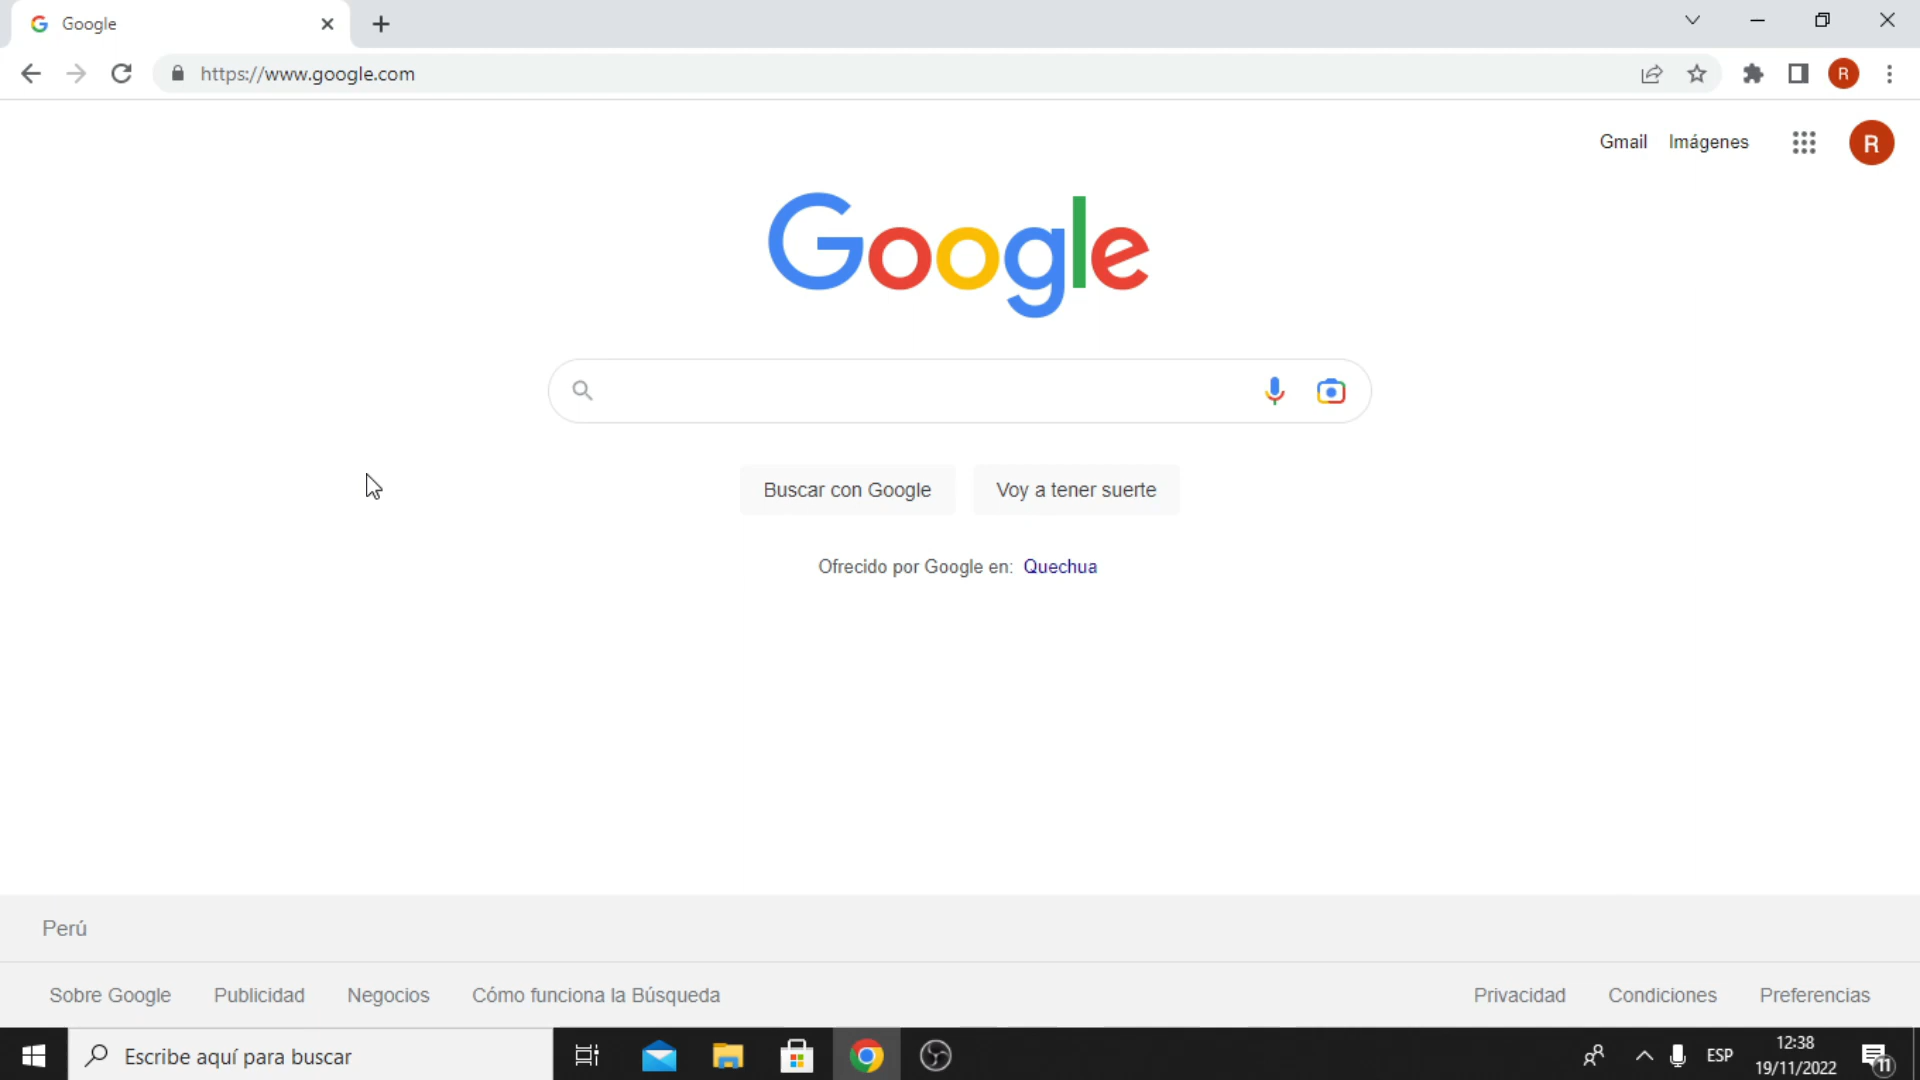 Google
https://www.google.com
R
Gmail Imágenes
R
Google
Buscar con Google Voy a tener suerte
Ofrecido por Google en: Quechua
Perú
Sobre Google Publicidad Negocios Cómo funciona la Búsqueda Privacidad Condiciones Preferencias
Escribe aquí para buscar
ESP
12:38
19/11/2022
11